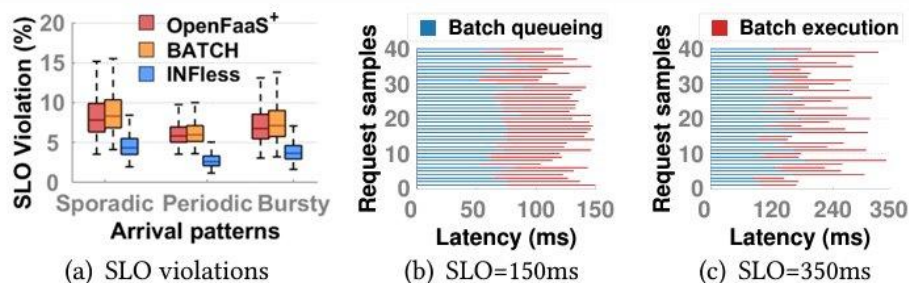 SLO Violation (%)
20
15
10
5
0
OpenFaaS+
BATCH
INFless
Sporadic Periodic Bursty
Arrival patterns
(a) SLO violations
Batch queueing
Request samples
40
30
20
10
0
0 50 100 150
Latency (ms)
(b) SLO=150ms
Batch execution
Request samples
40
30
20
10
0
0 120 240 350
Latency (ms)
(c) SLO=350ms